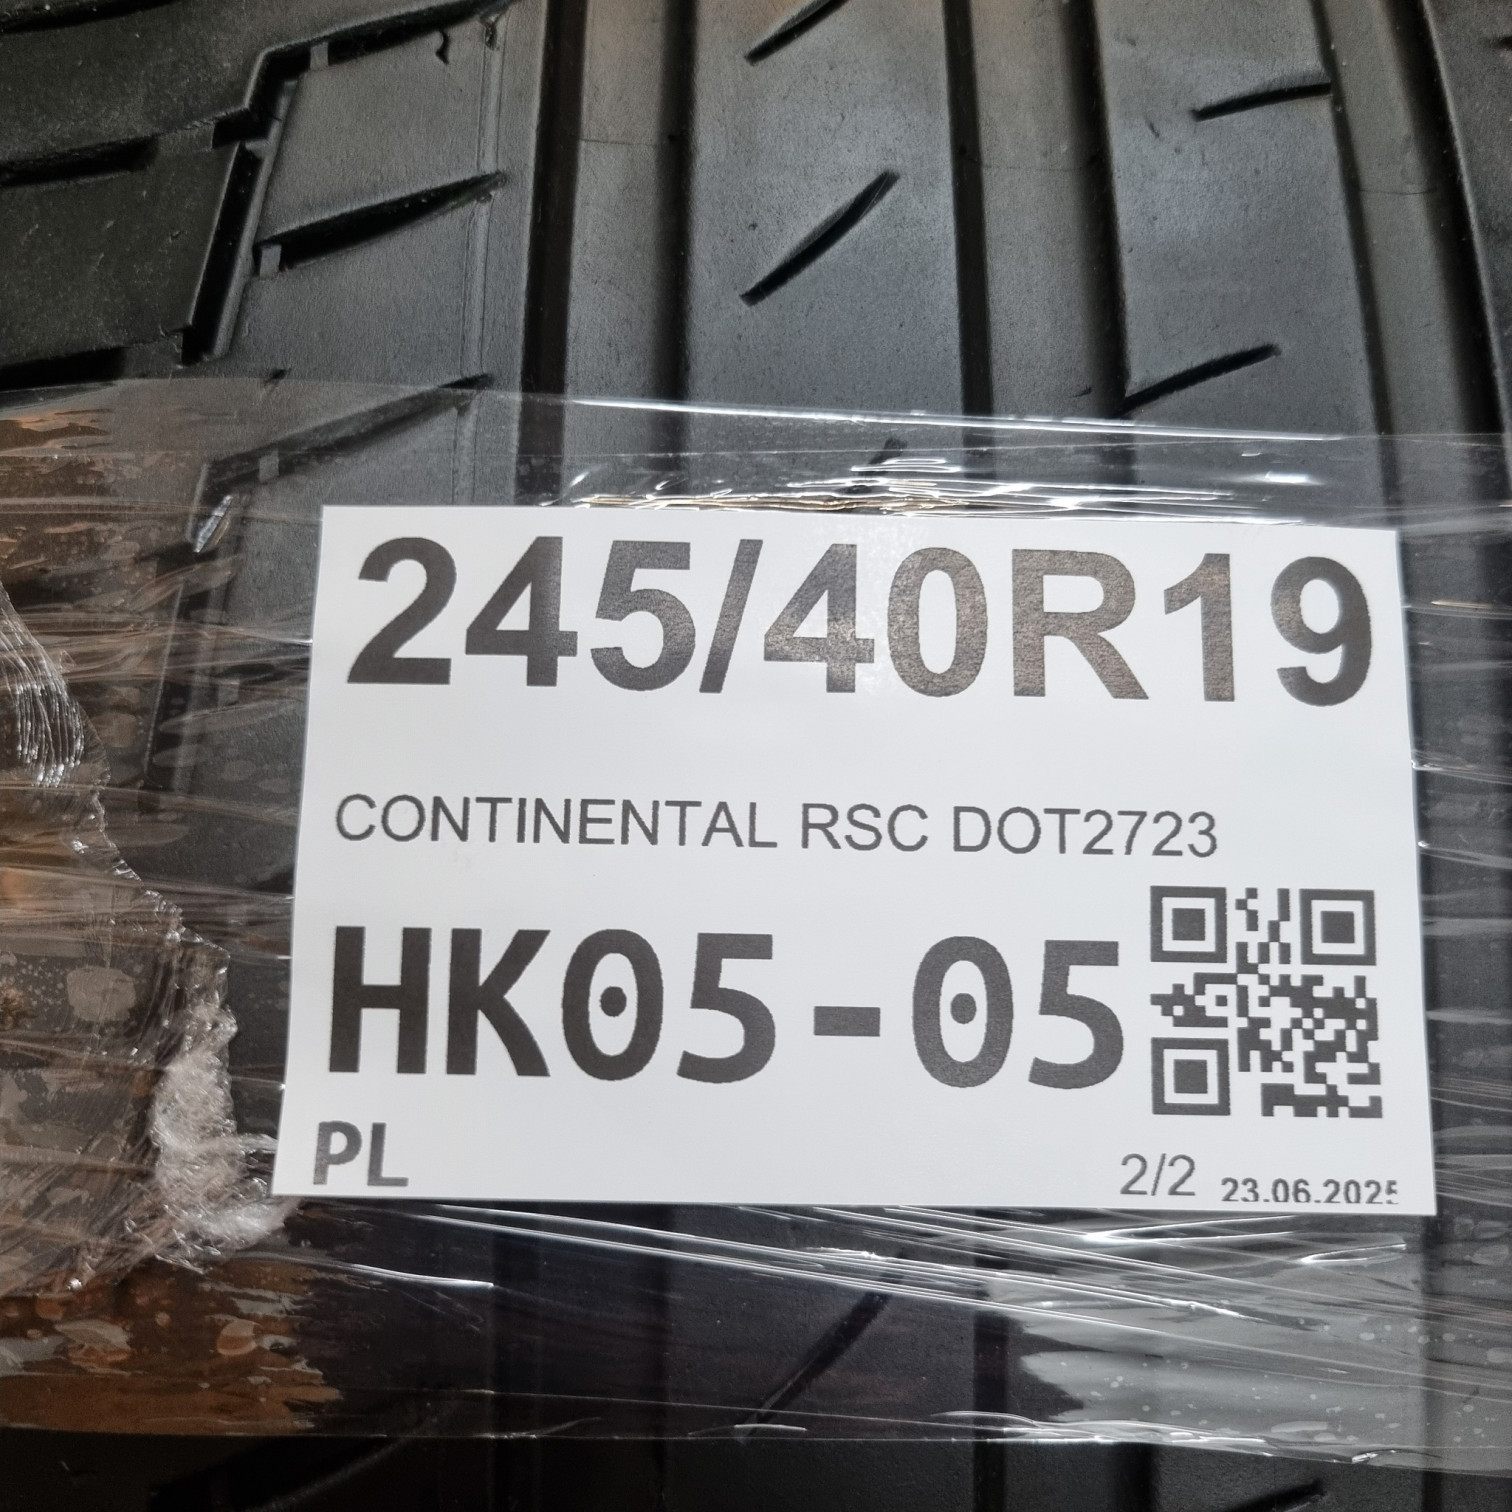 245/40R19
CONTINENTAL RSC DOT2723
HK05-05
PL
2/2 23.06.2025